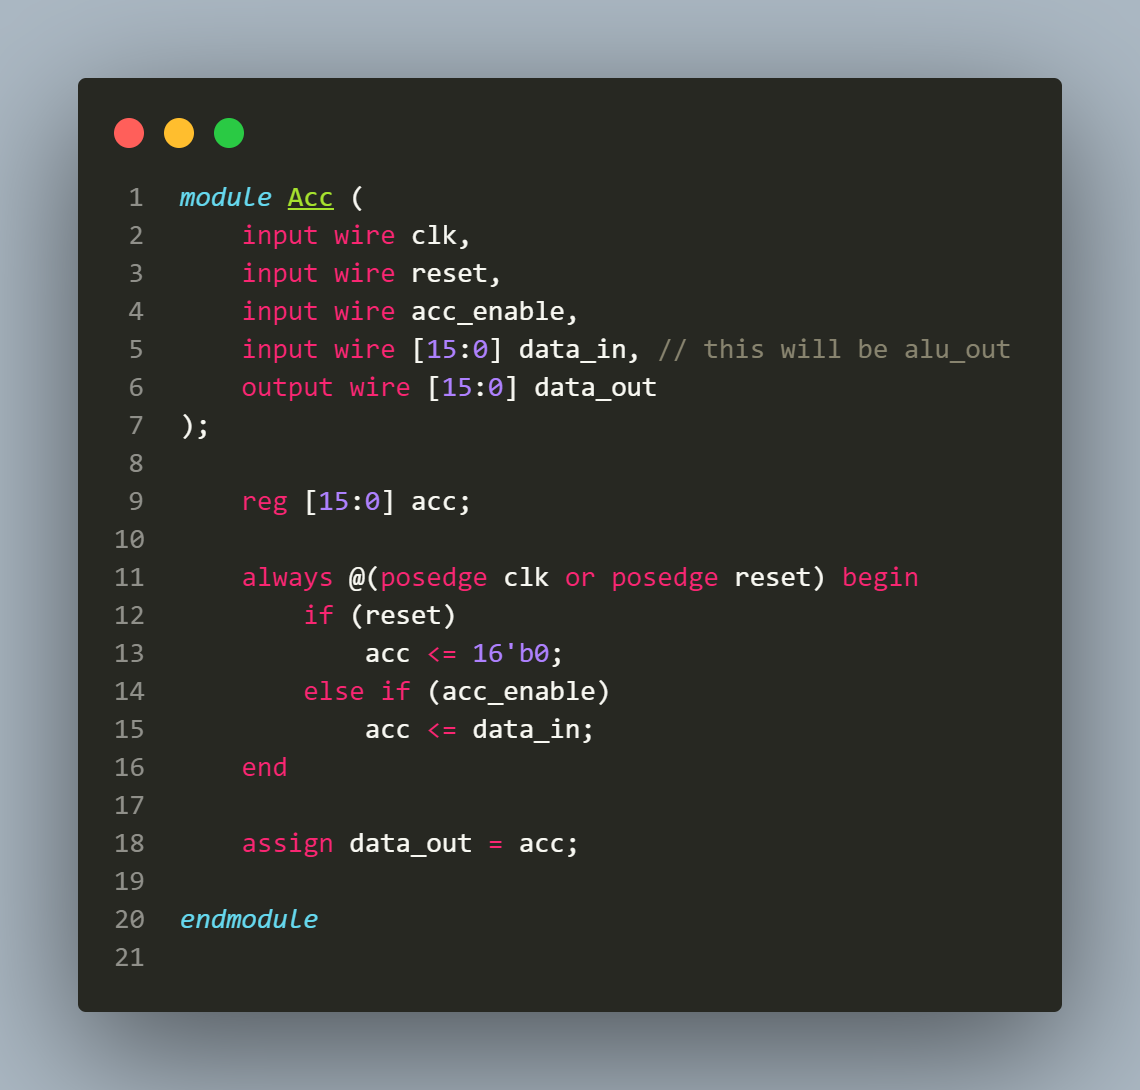 1 module Acc (
2     input wire clk,
3     input wire reset,
4     input wire acc_enable,
5     input wire [15:0] data_in, // this will be alu_out
6     output wire [15:0] data_out
7 );
8
9     reg [15:0] acc;
10
11     always @(posedge clk or posedge reset) begin
12         if (reset)
13             acc <= 16'b0;
14         else if (acc_enable)
15             acc <= data_in;
16     end
17
18     assign data_out = acc;
19
20 endmodule
21